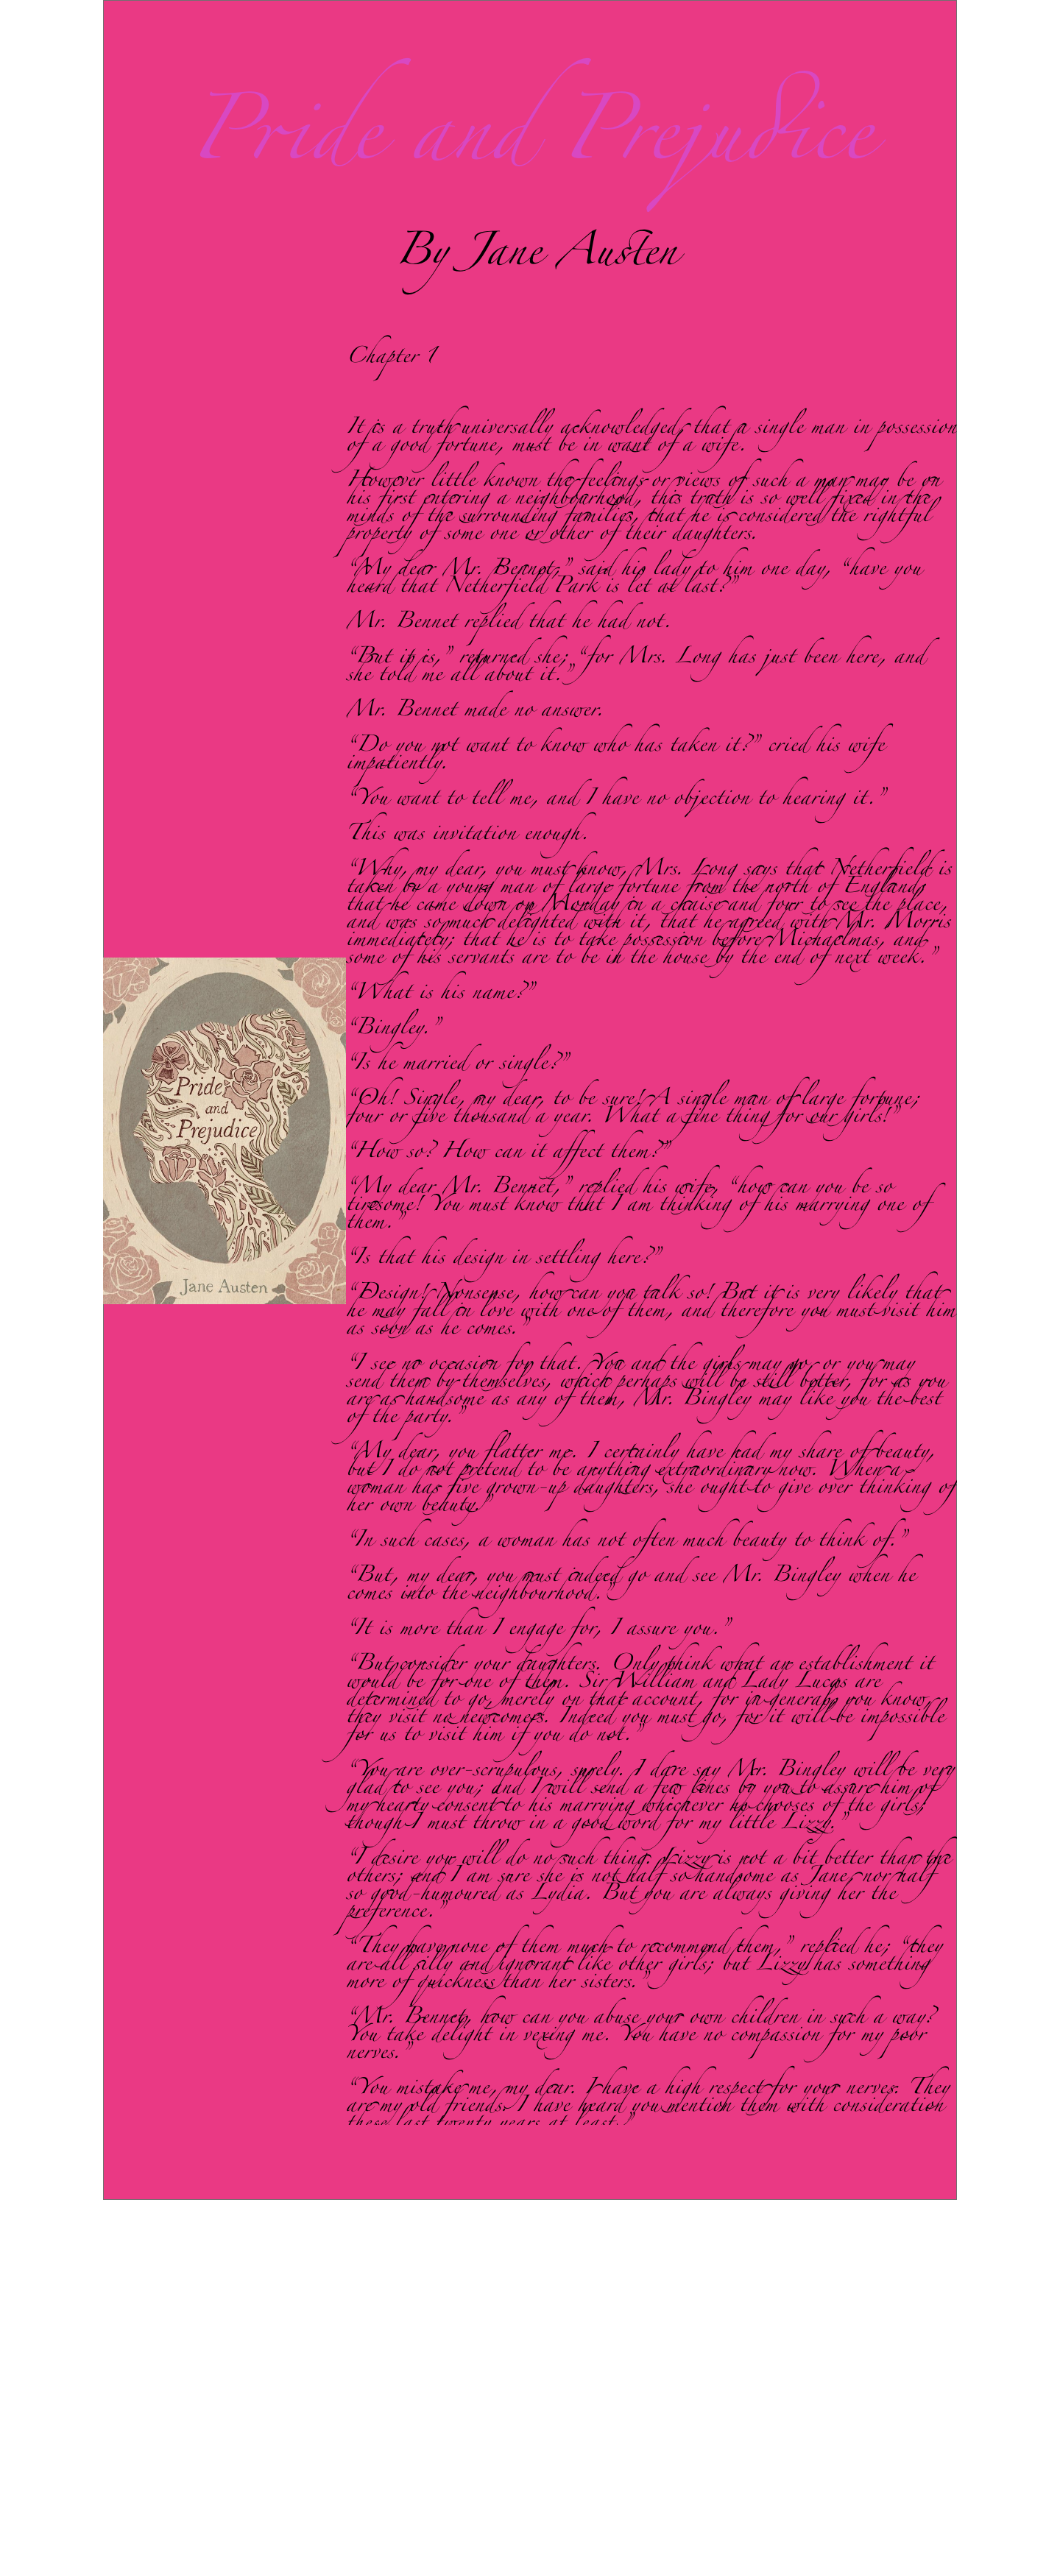 Pride and Prejudice
By Jane Austen
Chapter 1
It is a truth universally acknowledged, that a single man in possession
of a good fortune, must be in want of a wife.
However little known the feelings or views of such a man may be on
his first entering a neighbourhood, this truth is so well fixed in the
minds of the surrounding families, that he is considered the rightful
property of some one or other of their daughters.
“My dear Mr. Bennet,” said his lady to him one day, “have you
heard that Netherfield Park is let at last?”
Mr. Bennet replied that he had not.
“But it is,” returned she; “for Mrs. Long has just been here, and
she told me all about it.”
Mr. Bennet made no answer.
“Do you not want to know who has taken it?” cried his wife
impatiently.
“You want to tell me, and I have no objection to hearing it.”
This was invitation enough.
“Why, my dear, you must know, Mrs. Long says that Netherfield is
taken by a young man of large fortune from the north of England;
that he came down on Monday in a chaise and four to see the place,
and was so much delighted with it, that he agreed with Mr. Morris
immediately; that he is to take possession before Michaelmas, and
some of his servants are to be in the house by the end of next week.”
“What is his name?”
“Bingley.”
“Is he married or single?”
“Oh! Single, my dear, to be sure! A single man of large fortune;
four or five thousand a year. What a fine thing for our girls!”
“How so? How can it affect them?”
“My dear Mr. Bennet,” replied his wife, “how can you be so
tiresome! You must know that I am thinking of his marrying one of
them.”
“Is that his design in settling here?”
“Design! Nonsense, how can you talk so! But it is very likely that
he may fall in love with one of them, and therefore you must visit him
as soon as he comes.”
“I see no occasion for that. You and the girls may go, or you may
send them by themselves, which perhaps will be still better, for as you
are as handsome as any of them, Mr. Bingley may like you the best
of the party.”
“My dear, you flatter me. I certainly have had my share of beauty,
but I do not pretend to be anything extraordinary now. When a
woman has five grown-up daughters, she ought to give over thinking of
her own beauty.”
“In such cases, a woman has not often much beauty to think of.”
“But, my dear, you must indeed go and see Mr. Bingley when he
comes into the neighbourhood.”
“It is more than I engage for, I assure you.”
“But consider your daughters. Only think what an establishment it
would be for one of them. Sir William and Lady Lucas are
determined to go, merely on that account, for in general, you know,
they visit no newcomers. Indeed you must go, for it will be impossible
for us to visit him if you do not.”
“You are over-scrupulous, surely. I dare say Mr. Bingley will be very
glad to see you; and I will send a few lines by you to assure him of
my hearty consent to his marrying whichever he chooses of the girls;
though I must throw in a good word for my little Lizzy.”
“I desire you will do no such thing. Lizzy is not a bit better than the
others; and I am sure she is not half so handsome as Jane, nor half
so good-humoured as Lydia. But you are always giving her the
preference.”
“They have none of them much to recommend them,” replied he; “they
are all silly and ignorant like other girls; but Lizzy has something
more of quickness than her sisters.”
“Mr. Bennet, how can you abuse your own children in such a way?
You take delight in vexing me. You have no compassion for my poor
nerves.”
“You mistake me, my dear. I have a high respect for your nerves. They
are my old friends. I have heard you mention them with consideration
these last twenty years at least.”
Pride
and
Prejudice
Jane Austen